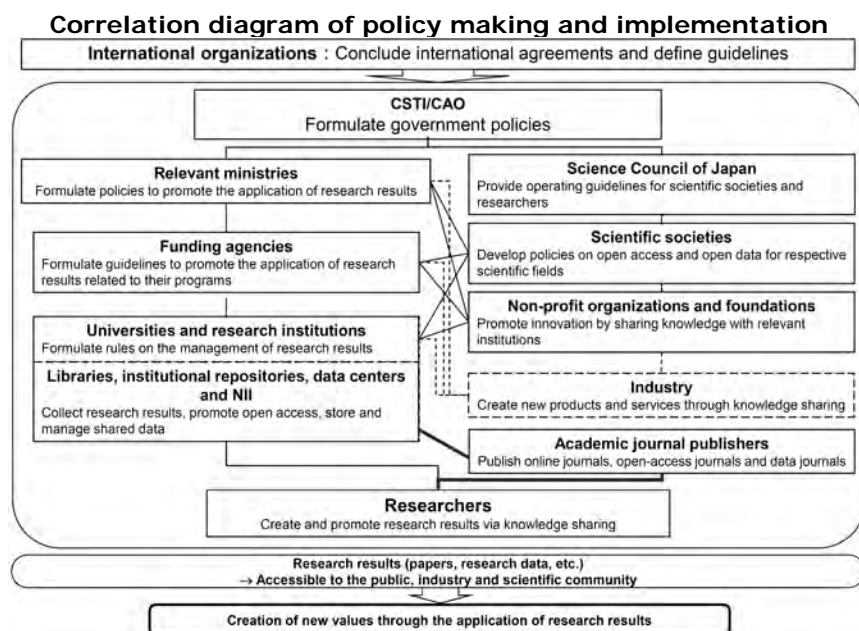 Correlation diagram of policy making and implementation
International organizations : Conclude international agreements and define guidelines
CSTI/CAO
Formulate government policies
Relevant ministries
Formulate policies to promote the application of research results
Funding agencies
Formulate guidelines to promote the application of research
results related to their programs
Universities and research institutions
Formulate rules on the management of research results
Libraries, institutional repositories, data centers
and NII
Collect research results, promote open access, store and
manage shared data
Science Council of Japan
Provide operating guidelines for scientific societies and
researchers
Scientific societies
Develop policies on open access and open data for respective
scientific fields
Non-profit organizations and foundations
Promote innovation by sharing knowledge with relevant
institutions
Industry
Create new products and services through knowledge sharing
Academic journal publishers
Publish online journals, open-access journals and data journals
Researchers
Create and promote research results via knowledge sharing
Research results (papers, research data, etc.)
→ Accessible to the public, industry and scientific community
Creation of new values through the application of research results